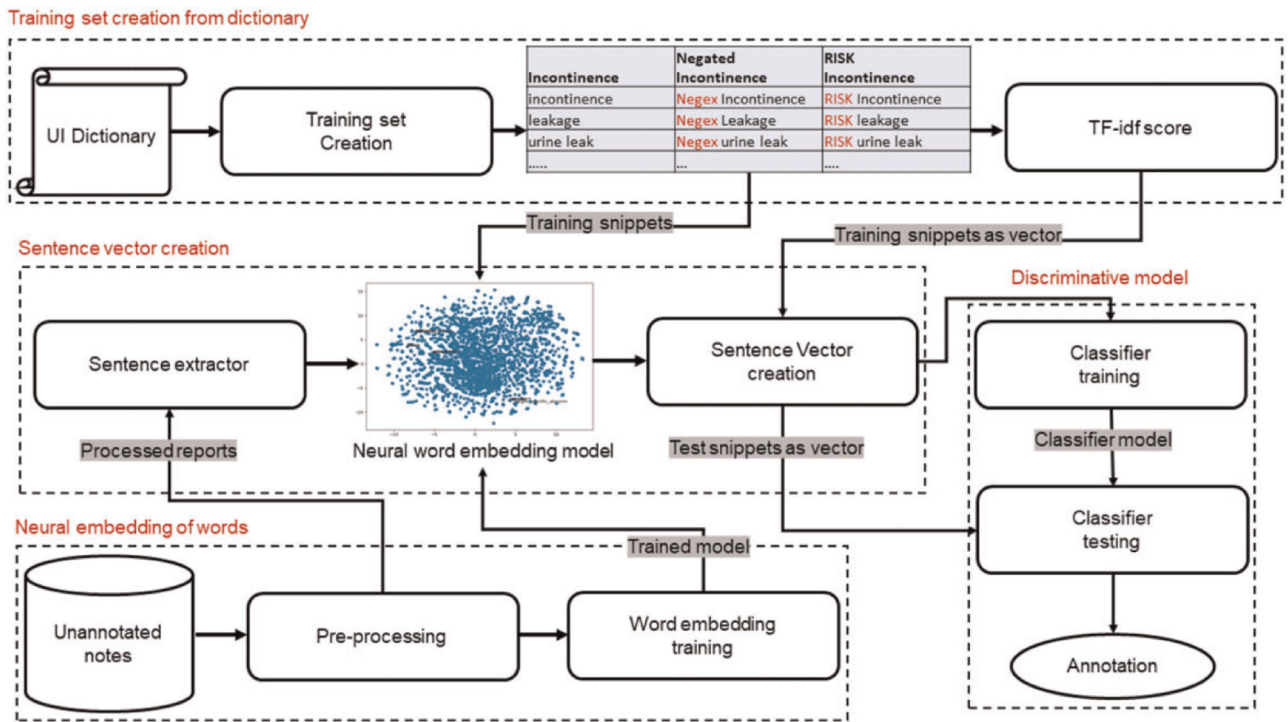 Training set creation from dictionary
UI Dictionary
Training set
Creation
Incontinence
Negated
Incontinence
RISK
Incontinence
incontinence
Negex Incontinence
RISK Incontinence
leakage
Negex Leakage
RISK leakage
urine leak
Negex urine leak
RISK urine leak
.....
...
....
TF-idf score
Training snippets
Training snippets as vector
Sentence vector creation
Sentence extractor
Neural word embedding model
Sentence Vector
creation
Processed reports
Test snippets as vector
Discriminative model
Classifier
training
Classifier model
Classifier
testing
Annotation
Neural embedding of words
Unannotated
notes
Pre-processing
Word embedding
training
Trained model